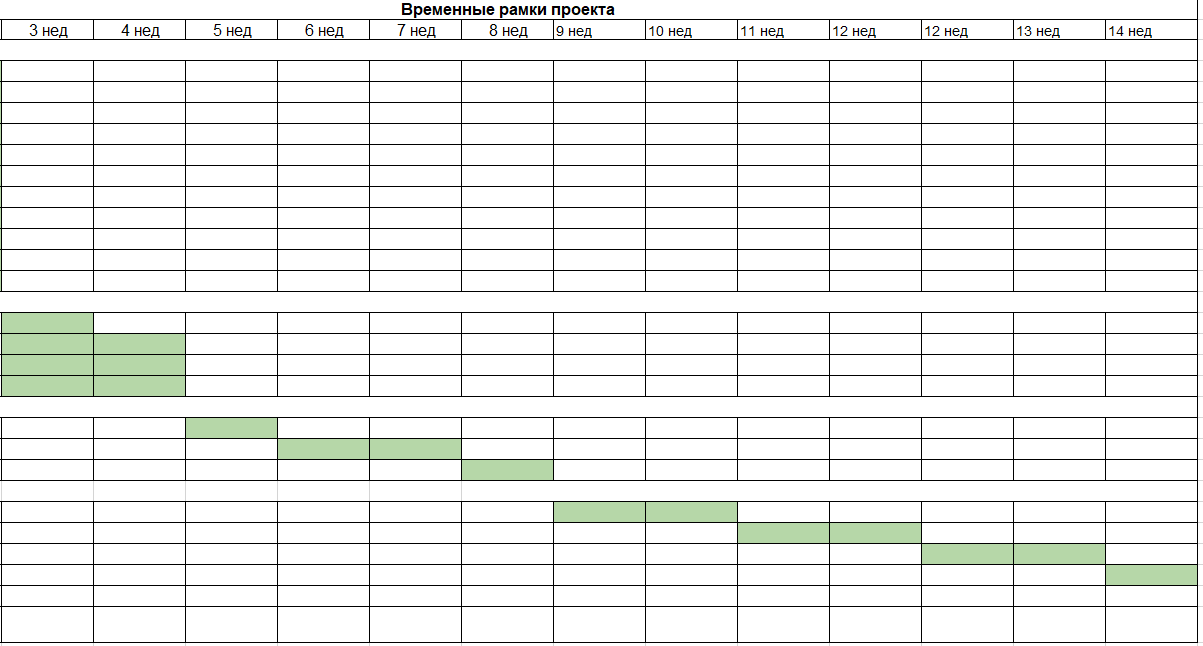 Временные рамки проекта
3 нед 4 нед 5 нед 6 нед 7 нед 8 нед 9 нед 10 нед 11 нед 12 нед 12 нед 13 нед 14 нед